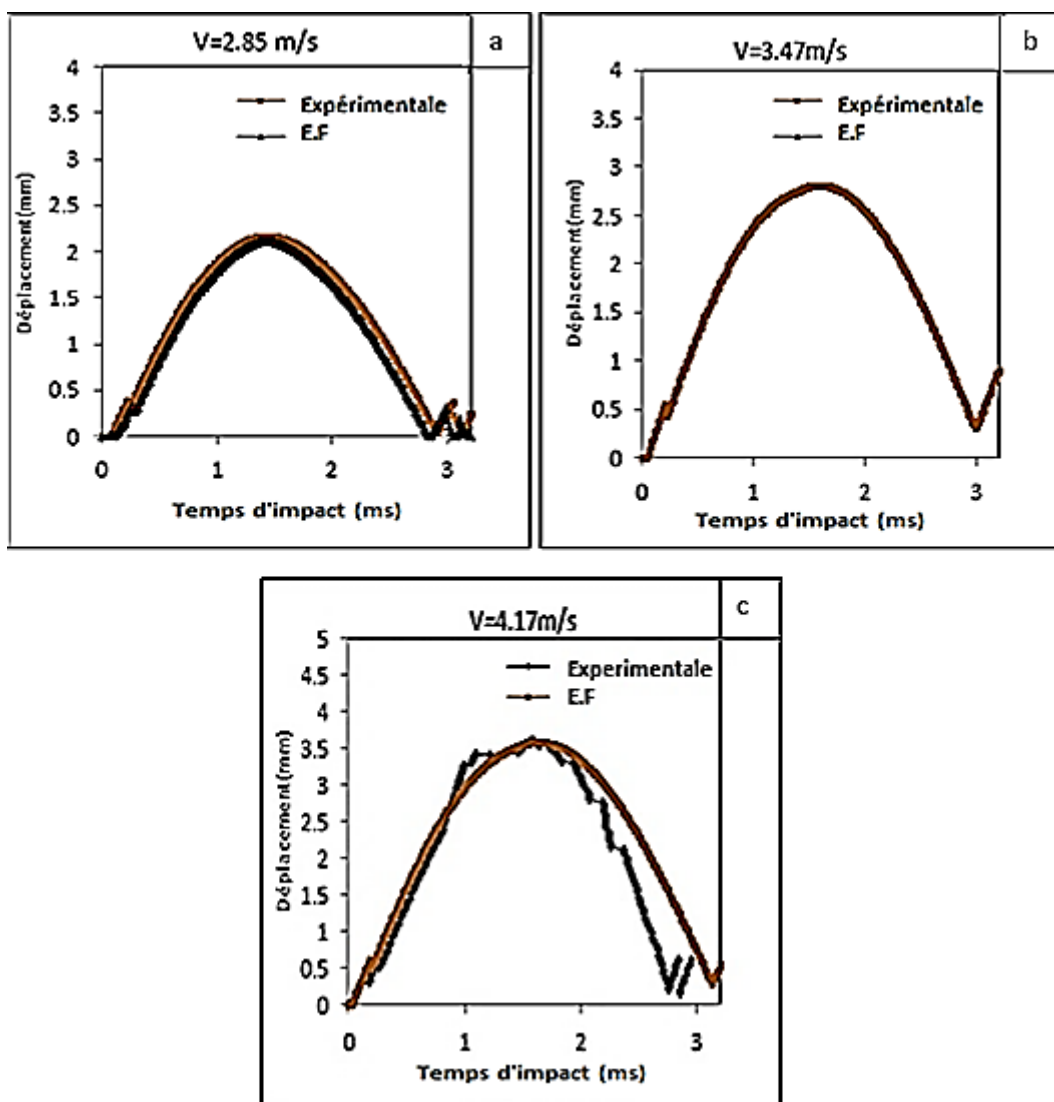 V=2.85 m/s
a
4
3.5
3
2.5
2
1.5
1
0.5
0
Déplacement(mm)
Expérimentale
E.F
0 1 2 3
Temps d'impact (ms)
V=3.47m/s
b
4
3.5
3
2.5
2
1.5
1
0.5
0
Déplacement(mm)
Expérimentale
E.F
0 1 2 3
Temps d'impact (ms)
V=4.17m/s
c
5
4.5
4
3.5
3
2.5
2
1.5
1
0.5
0
Déplacement(mm)
Experimentale
E.F
0 1 2 3
Temps d'impact (ms)